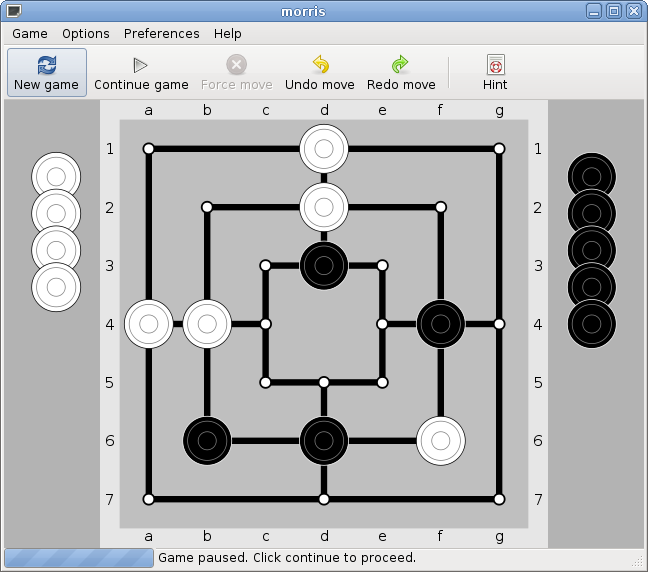 morris
Game Options Preferences Help
New game Continue game Force move Undo move Redo move Hint
a b c d e f g
1 1
2 2
3 3
4 4
5 5
6 6
7 7
a b c d e f g
Game paused. Click continue to proceed.